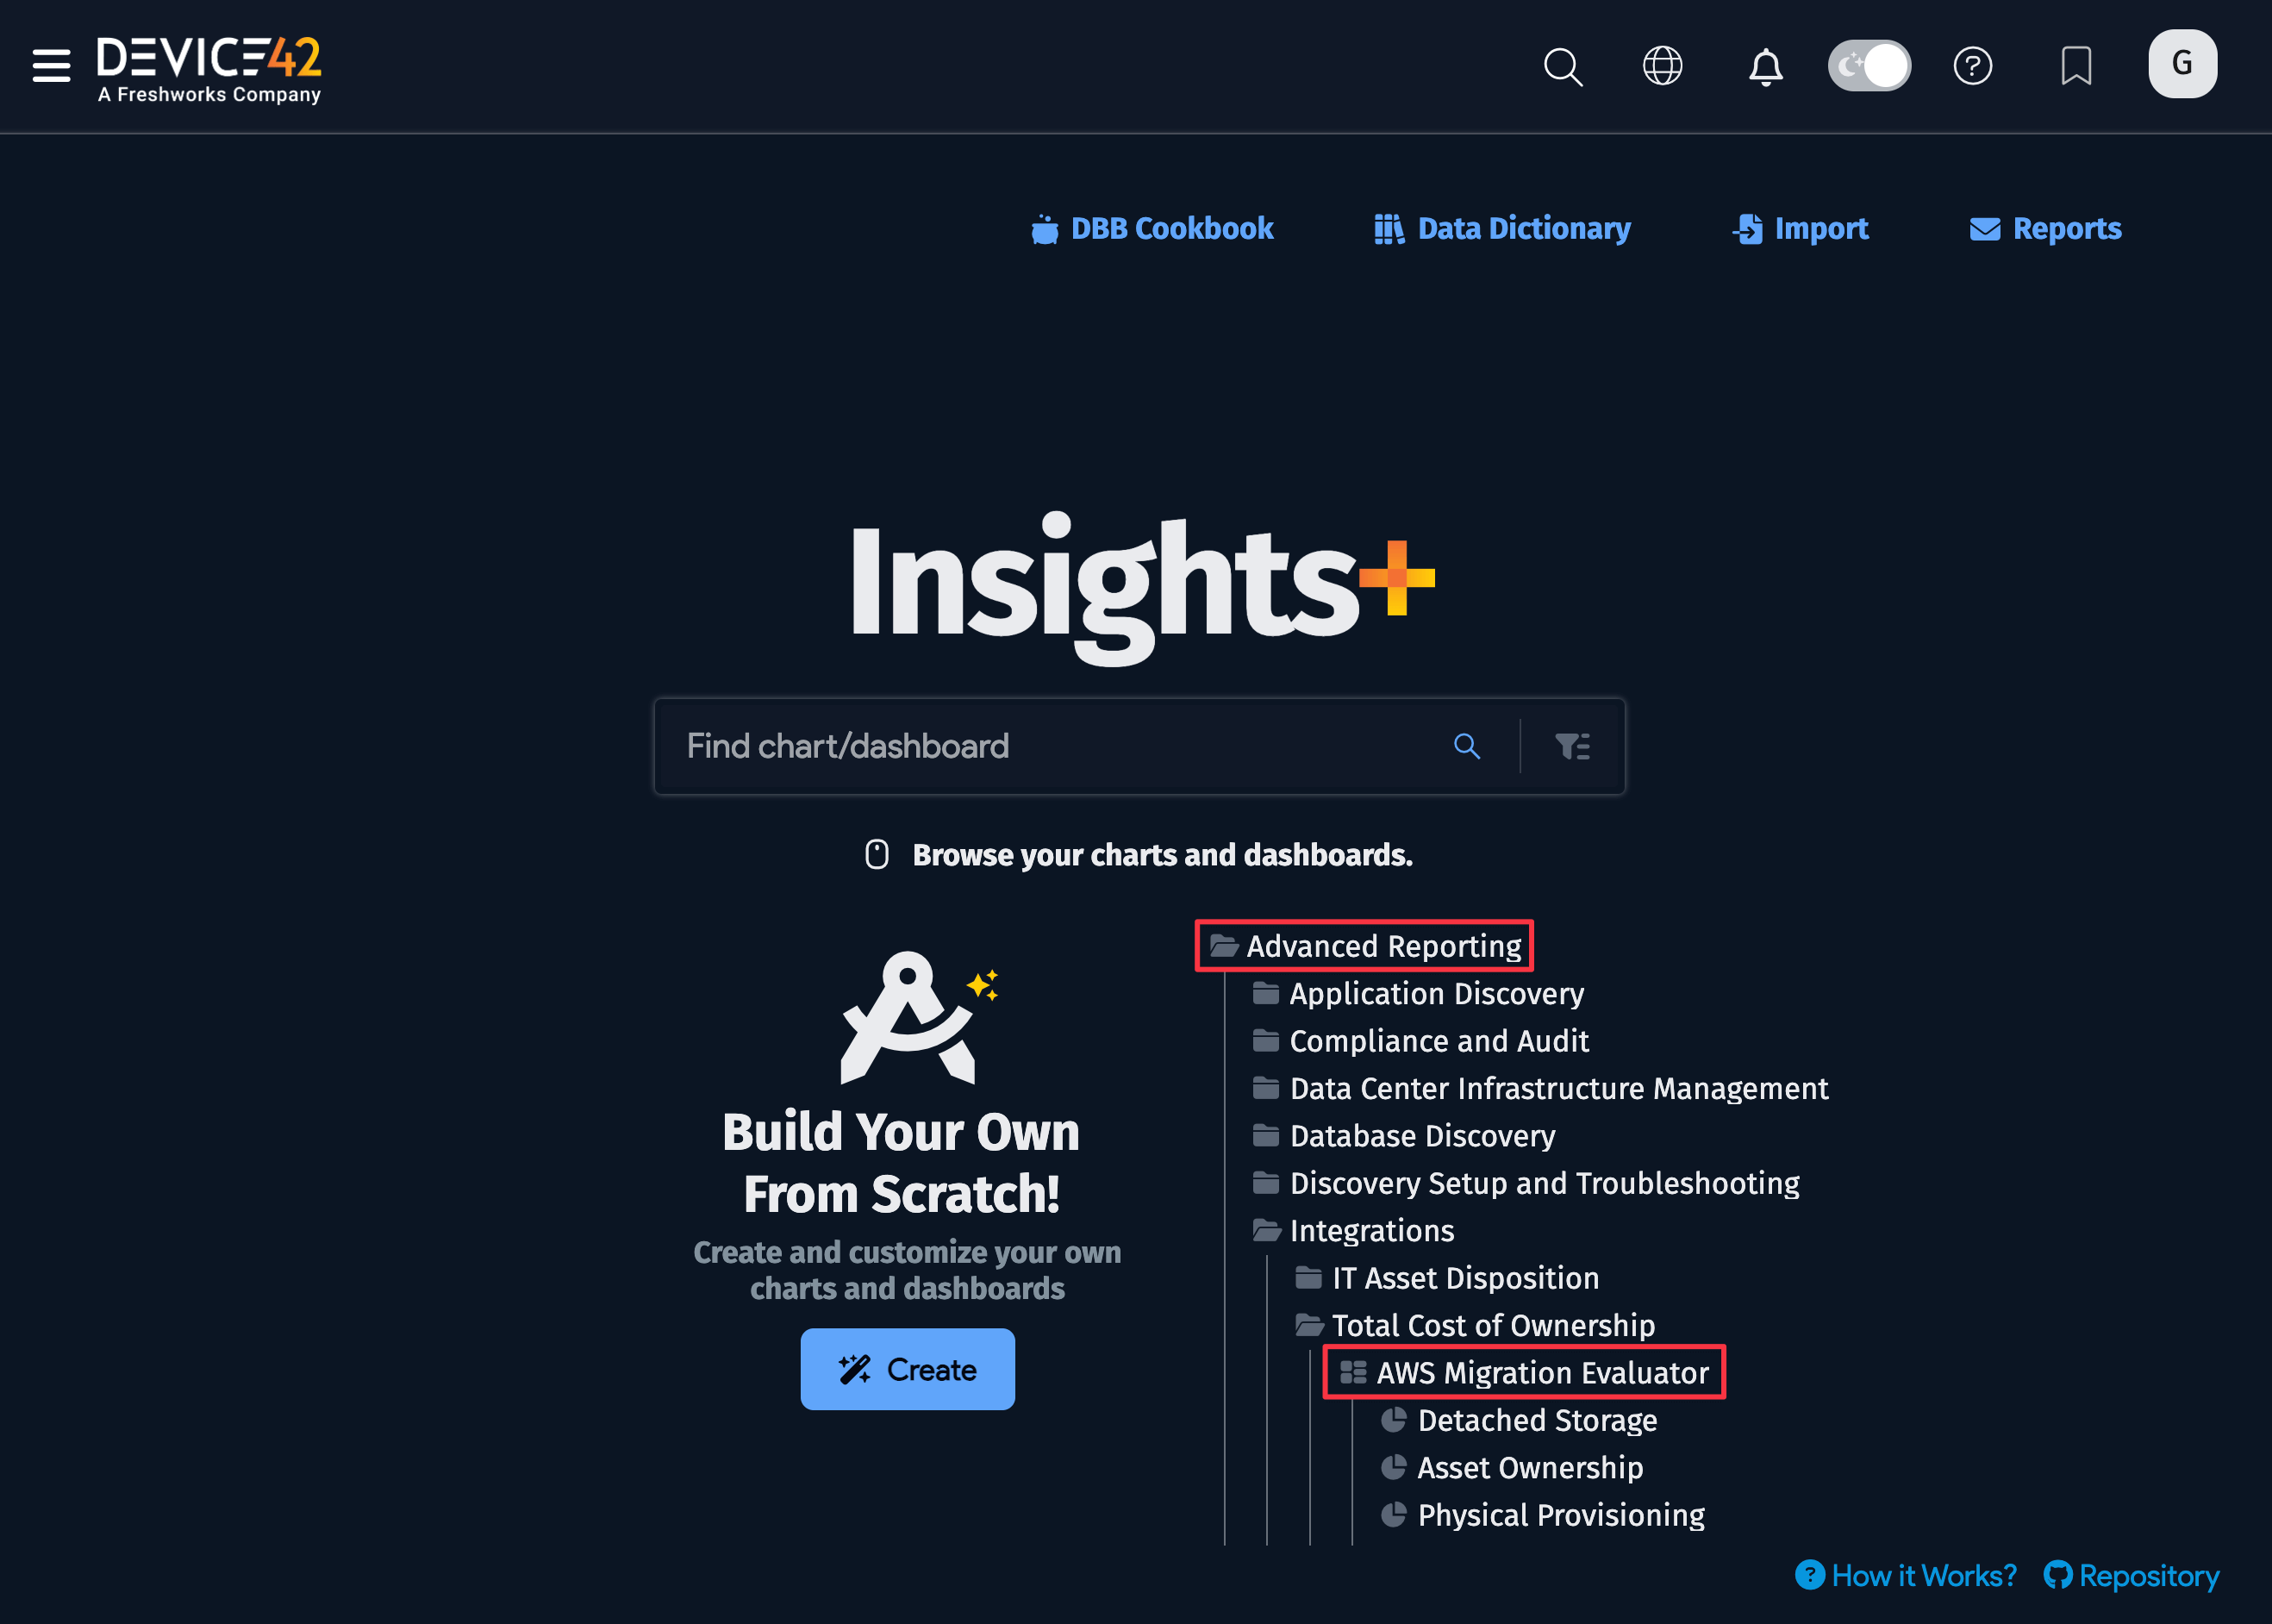 DEVICE42
A Freshworks Company
G
DBB Cookbook
Data Dictionary
Import
Reports
Insights+
Find chart/dashboard
Browse your charts and dashboards.
Build Your Own
From Scratch!
Create and customize your own
charts and dashboards
Create
Advanced Reporting
Application Discovery
Compliance and Audit
Data Center Infrastructure Management
Database Discovery
Discovery Setup and Troubleshooting
Integrations
IT Asset Disposition
Total Cost of Ownership
AWS Migration Evaluator
Detached Storage
Asset Ownership
Physical Provisioning
How it Works?
Repository